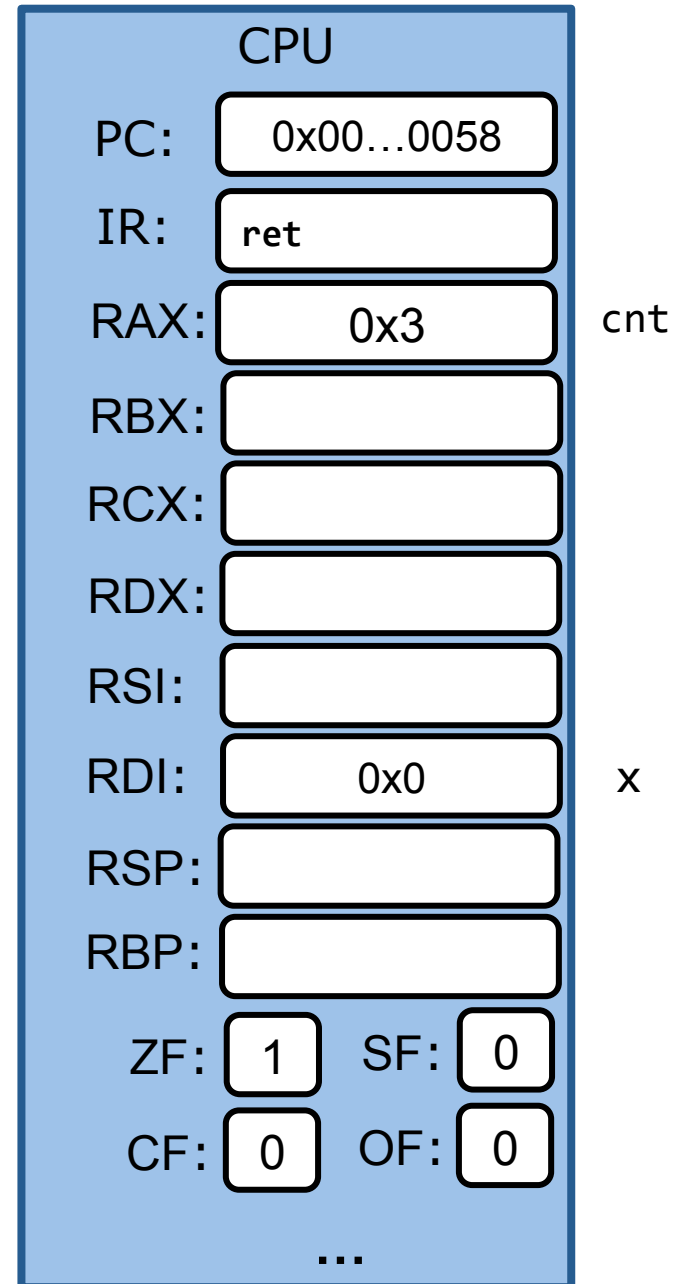 CPU
PC: 0x00…0058
IR: ret
RAX: 0x3 cnt
RBX:
RCX:
RDX:
RSI:
RDI: 0x0 x
RSP:
RBP:
ZF: 1 SF: 0
CF: 0 OF: 0
…